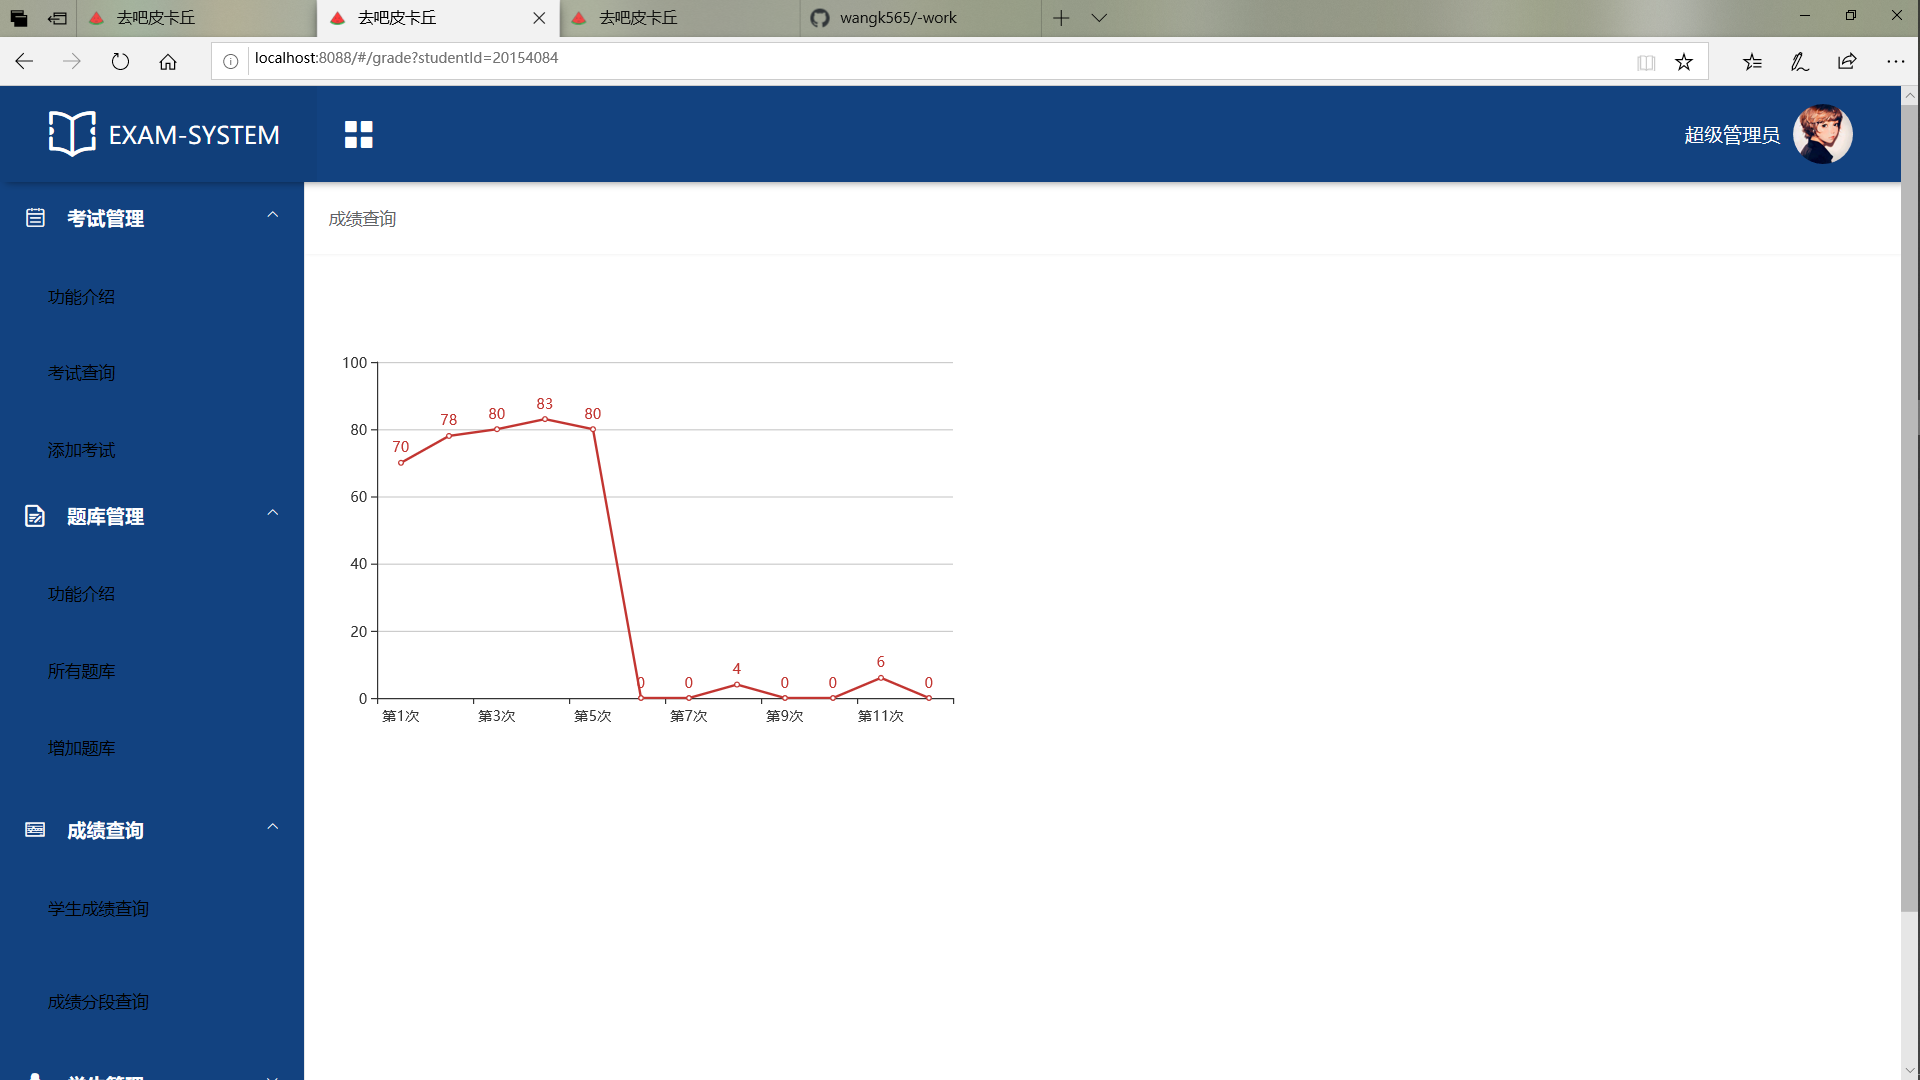 去吧皮卡丘
去吧皮卡丘
去吧皮卡丘
wangk565/-work
localhost:8088/#/grade?studentId=20154084
EXAM-SYSTEM
超级管理员
考试管理
功能介绍
考试查询
添加考试
题库管理
功能介绍
所有题库
增加题库
成绩查询
学生成绩查询
成绩分段查询
学生管理
成绩查询
100
80
60
40
20
0
70
78
80
83
80
0
0
4
0
0
6
0
第1次
第3次
第5次
第7次
第9次
第11次